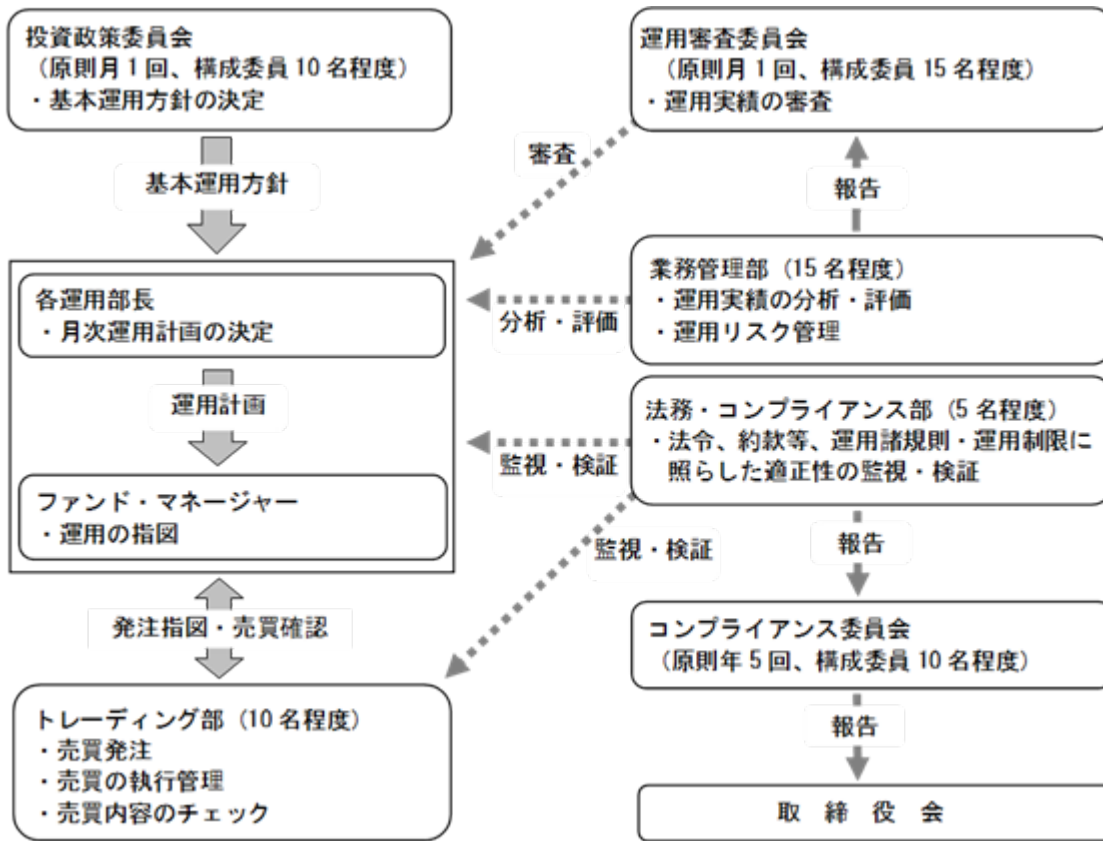 投資政策委員会
（原則月1回、構成委員10名程度）
・基本運用方針の決定
基本運用方針
各運用部長
・月次運用計画の決定
運用計画
ファンド・マネージャー
・運用の指図
発注指図・売買確認
トレーディング部（10名程度）
・売買発注
・売買の執行管理
・売買内容のチェック
運用審査委員会
（原則月1回、構成委員15名程度）
・運用実績の審査
審査
報告
業務管理部（15名程度）
・運用実績の分析・評価
・運用リスク管理
分析・評価
法務・コンプライアンス部（5名程度）
・法令、約款等、運用諸規則・運用制限に
照らした適正性の監視・検証
監視・検証
監視・検証
報告
コンプライアンス委員会
（原則年5回、構成委員10名程度）
報告
取 締 役 会